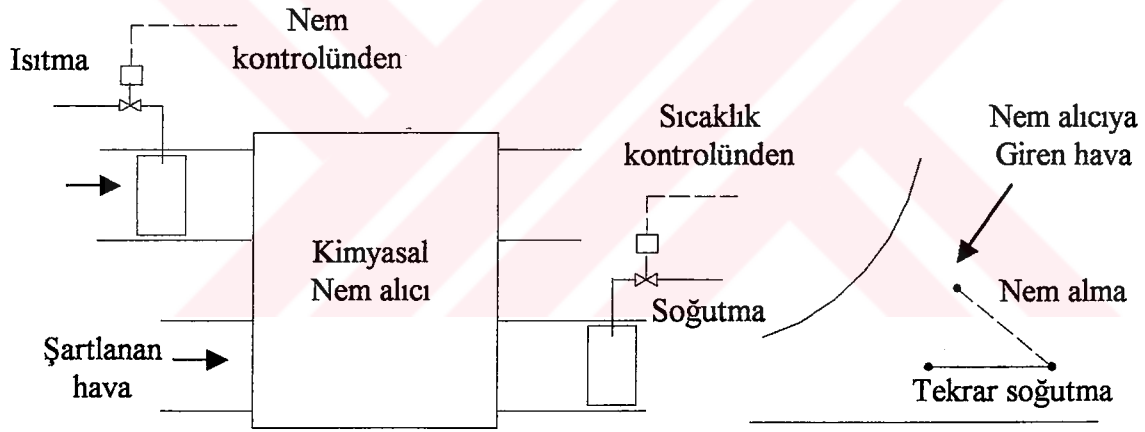 Isıtma
Nem
kontrolünden
Sıcaklık
kontrolünden
Nem alıcıya
Giren hava
Kimyasal
Nem alıcı
Nem alma
Soğutma
Şartlanan
hava
Tekrar soğutma